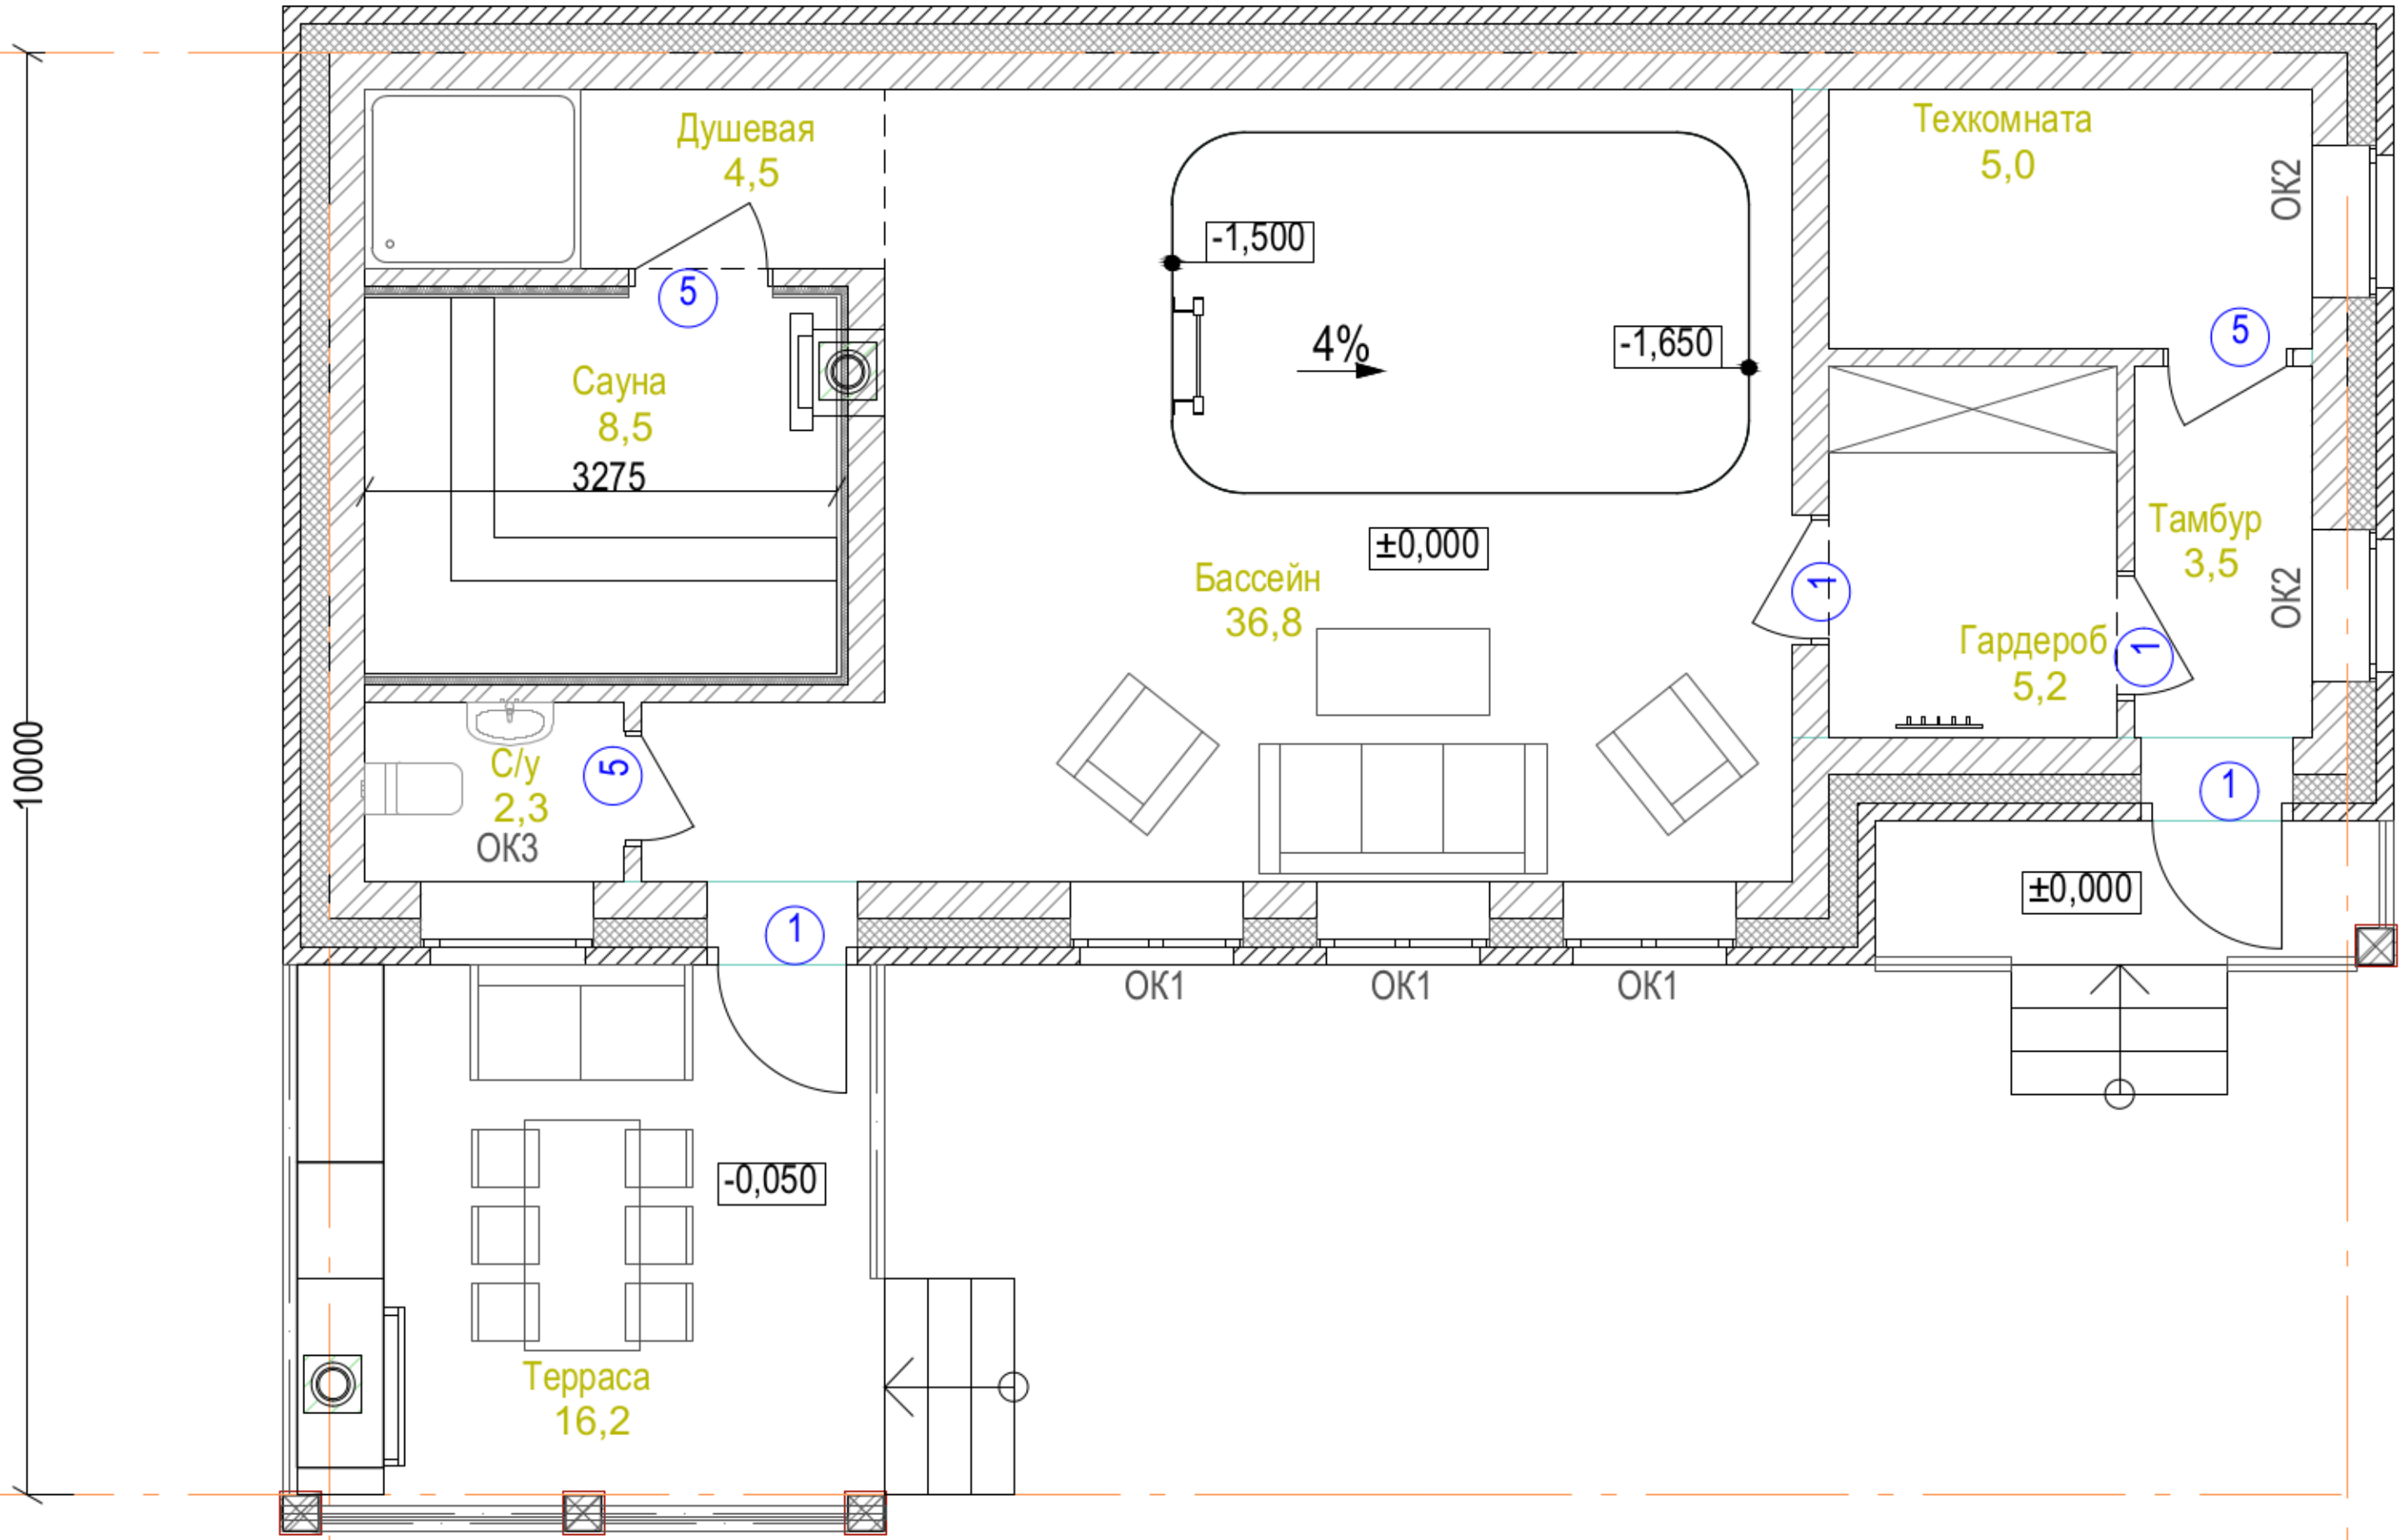 Душевая
4,5
Техкомната
5,0
ОК2
-1,500
5
4%
-1,650
5
Сауна
8,5
3275
±0,000
Бассейн
36,8
1
Тамбур
3,5
ОК2
Гардероб
5,2
1
10000
С/у
2,3
ОК3
5
1
1
±0,000
ОК1
ОК1
ОК1
-0,050
Терраса
16,2